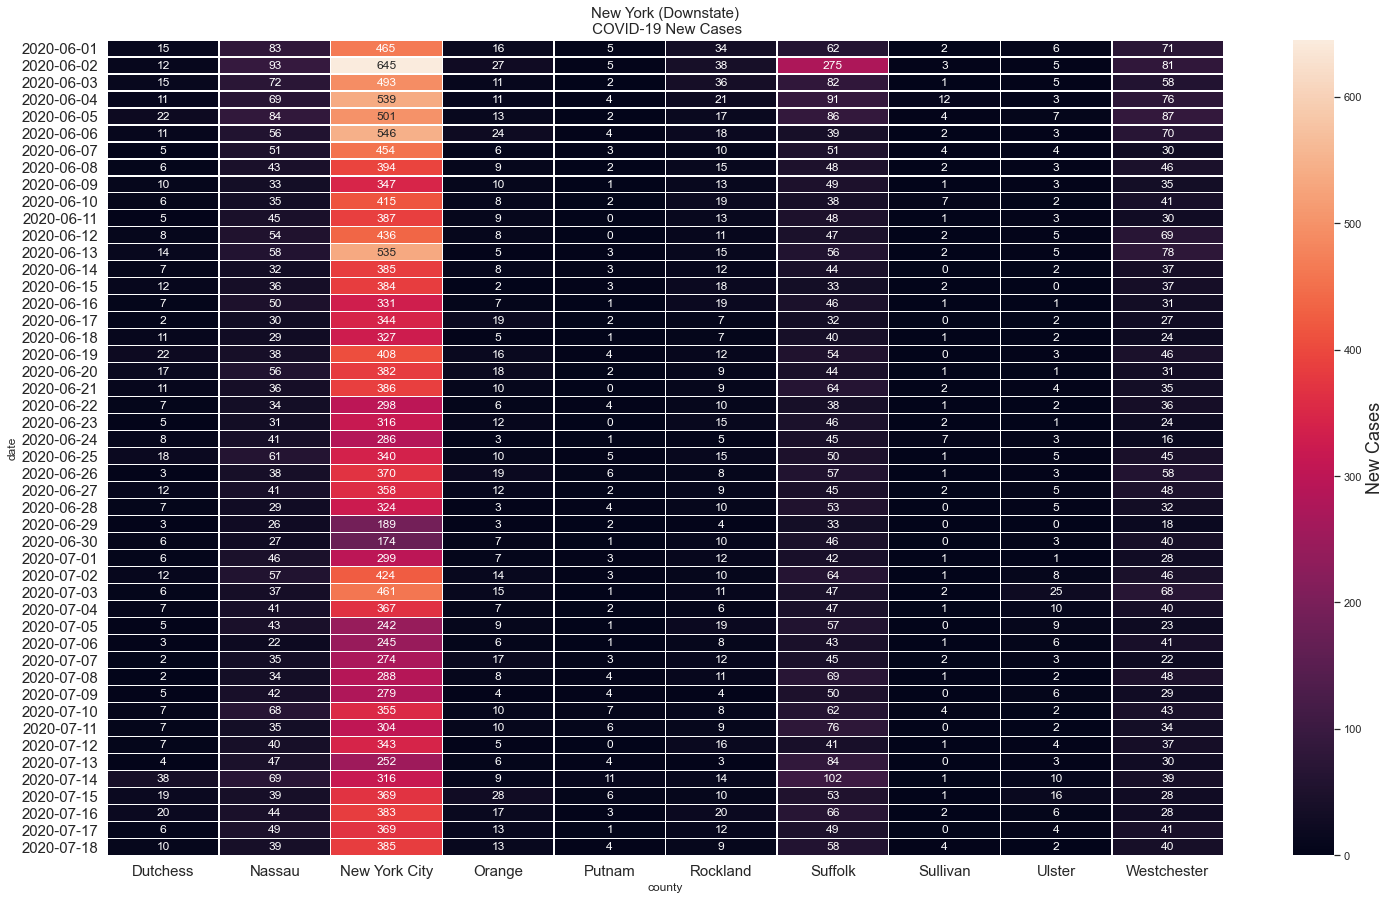 New York (Downstate)
COVID-19 New Cases
2020-06-01 15 83 465 16 5 34 62 2 6 71
2020-06-02 12 93 645 27 5 38 275 3 5 81
2020-06-03 15 72 493 11 2 36 82 1 5 58
2020-06-04 11 69 539 11 4 21 91 12 3 76
2020-06-05 22 84 501 13 2 17 86 4 7 87
2020-06-06 11 56 546 24 4 18 39 2 3 70
2020-06-07 5 51 454 6 3 10 51 4 4 30
2020-06-08 6 43 394 9 2 15 48 2 3 46
2020-06-09 10 33 347 10 1 13 49 1 3 35
2020-06-10 6 35 415 8 2 19 38 7 2 41
2020-06-11 5 45 387 9 0 13 48 1 3 30
2020-06-12 8 54 436 8 0 11 47 2 5 69
2020-06-13 14 58 535 5 3 15 56 2 5 78
2020-06-14 7 32 385 8 3 12 44 0 2 37
2020-06-15 12 36 384 2 3 18 33 2 0 37
2020-06-16 7 50 331 7 1 19 46 1 1 31
2020-06-17 2 30 344 19 2 7 32 0 2 27
2020-06-18 11 29 327 5 1 7 40 1 2 24
2020-06-19 22 38 408 16 4 12 54 0 3 46
2020-06-20 17 56 382 18 2 9 44 1 1 31
2020-06-21 11 36 386 10 0 9 64 2 4 35
2020-06-22 7 34 298 6 4 10 38 1 2 36
2020-06-23 5 31 316 12 0 15 46 2 1 24
2020-06-24 8 41 286 3 1 5 45 7 3 16
2020-06-25 18 61 340 10 5 15 50 1 5 45
2020-06-26 3 38 370 19 6 8 57 1 3 58
2020-06-27 12 41 358 12 2 9 45 2 5 48
2020-06-28 7 29 324 3 4 10 53 0 5 32
2020-06-29 3 26 189 3 2 4 33 0 0 18
2020-06-30 6 27 174 7 1 10 46 0 3 40
2020-07-01 6 46 299 7 3 12 42 1 1 28
2020-07-02 12 57 424 14 3 10 64 1 8 46
2020-07-03 6 37 461 15 1 11 47 2 25 68
2020-07-04 7 41 367 7 2 6 47 1 10 40
2020-07-05 5 43 242 9 1 19 57 0 9 23
2020-07-06 3 22 245 6 1 8 43 1 6 41
2020-07-07 2 35 274 17 3 12 45 2 3 22
2020-07-08 2 34 288 8 4 11 69 1 2 48
2020-07-09 5 42 279 4 4 4 50 0 6 29
2020-07-10 7 68 355 10 7 8 62 4 2 43
2020-07-11 7 35 304 10 6 9 76 0 2 34
2020-07-12 7 40 343 5 0 16 41 1 4 37
2020-07-13 4 47 252 6 4 3 84 0 3 30
2020-07-14 38 69 316 9 11 14 102 1 10 39
2020-07-15 19 39 369 28 6 10 53 1 16 28
2020-07-16 20 44 383 17 3 20 66 2 6 28
2020-07-17 6 49 369 13 1 12 49 0 4 41
2020-07-18 10 39 385 13 4 9 58 4 2 40
Dutchess Nassau New York City Orange Putnam Rockland Suffolk Sullivan Ulster Westchester
county
date
600
500
400
300
200
100
0
New Cases